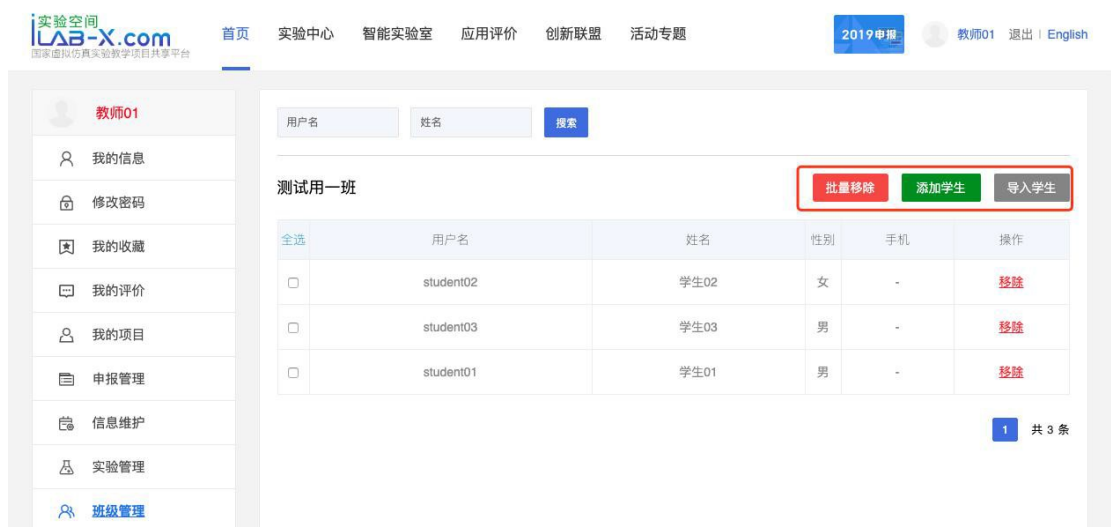 实验空间
iLAB-X.com
国家虚拟仿真实验教学项目共享平台
首页 实验中心 智能实验室 应用评价 创新联盟 活动专题
2019申报
教师01 退出 | English
教师01
我的信息
修改密码
我的收藏
我的评价
我的项目
申报管理
信息维护
实验管理
班级管理
用户名 姓名 搜索
测试用一班
批量移除 添加学生 导入学生
全选 用户名 姓名 性别 手机 操作
student02 学生02 女 - 移除
student03 学生03 男 - 移除
student01 学生01 男 - 移除
1 共 3 条